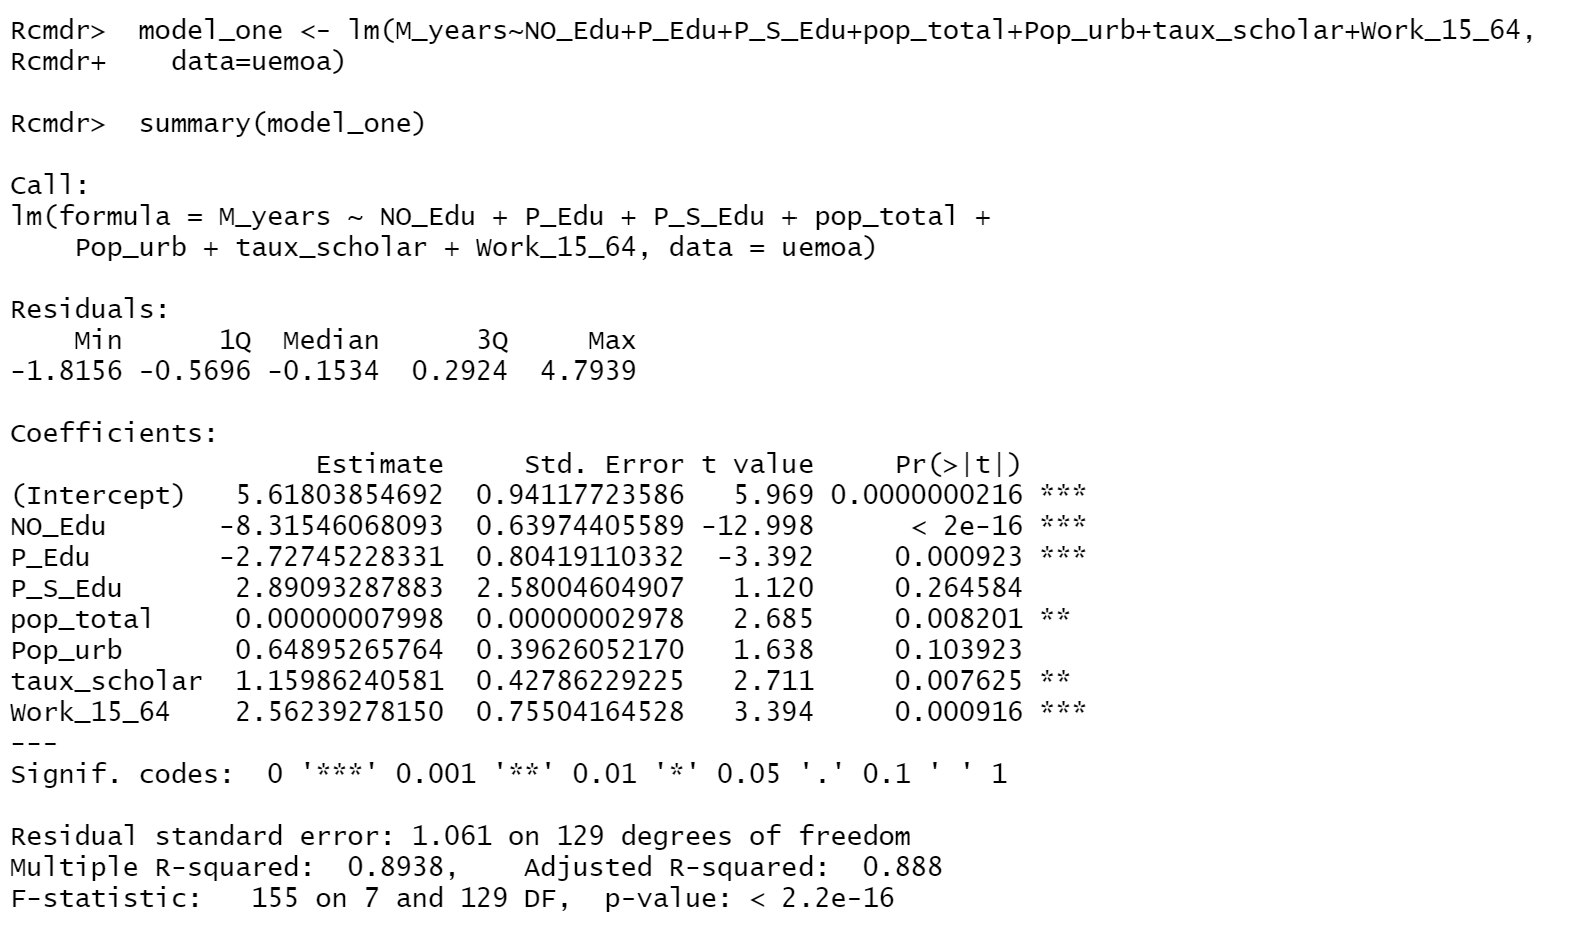 Rcmdr>  model_one <- lm(M_years~NO_Edu+P_Edu+P_S_Edu+pop_total+Pop_urb+taux_scholar+Work_15_64,
Rcmdr+    data=uemoa)
Rcmdr>  summary(model_one)
Call:
lm(formula = M_years ~ NO_Edu + P_Edu + P_S_Edu + pop_total +
    Pop_urb + taux_scholar + Work_15_64, data = uemoa)
Residuals:
    Min      1Q  Median      3Q     Max
-1.8156 -0.5696 -0.1534  0.2924  4.7939
Coefficients:
                   Estimate     Std. Error t value     Pr(>|t|)
(Intercept)   5.61803854692  0.94117723586   5.969 0.0000000216 ***
NO_Edu       -8.31546068093  0.63974405589 -12.998      < 2e-16 ***
P_Edu        -2.72745228331  0.80419110332  -3.392     0.000923 ***
P_S_Edu       2.89093287883  2.58004604907   1.120     0.264584
pop_total     0.00000007998  0.00000002978   2.685     0.008201 **
Pop_urb       0.64895265764  0.39626052170   1.638     0.103923
taux_scholar  1.15986240581  0.42786229225   2.711     0.007625 **
Work_15_64    2.56239278150  0.75504164528   3.394     0.000916 ***
---
Signif. codes:  0 '***' 0.001 '**' 0.01 '*' 0.05 '.' 0.1 ' ' 1
Residual standard error: 1.061 on 129 degrees of freedom
Multiple R-squared:  0.8938,    Adjusted R-squared:  0.888
F-statistic:   155 on 7 and 129 DF,  p-value: < 2.2e-16